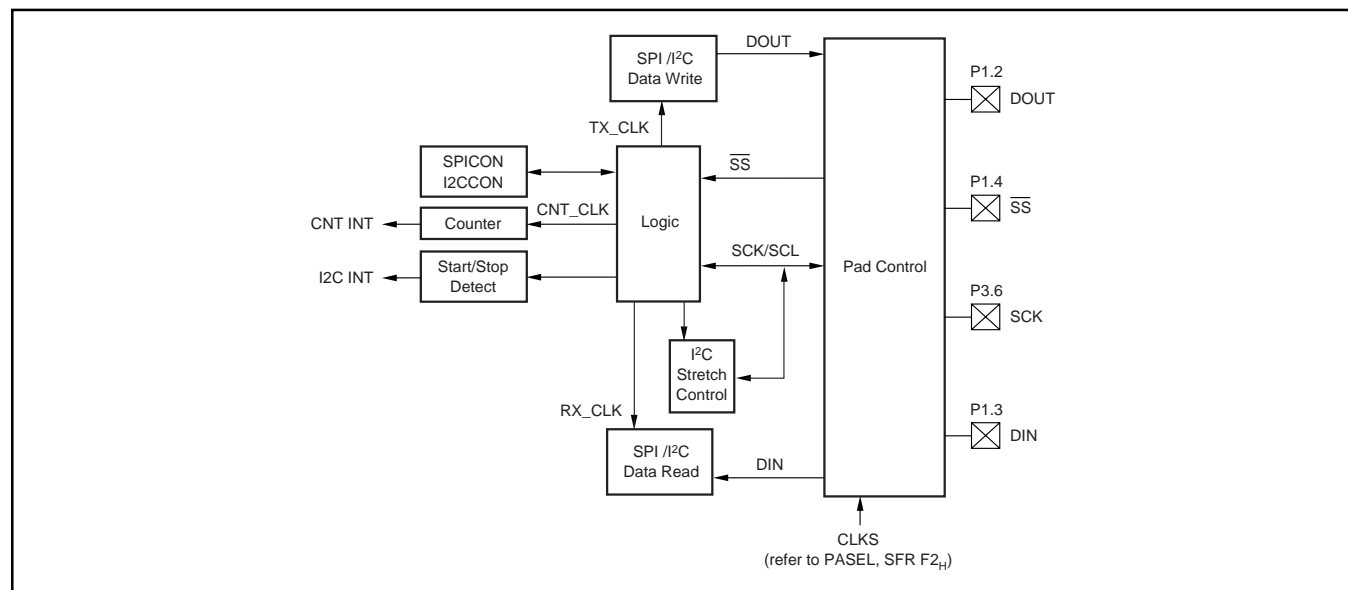 SPI /I²C
Data Write
DOUT
TX_CLK
P1.2
DOUT
SPICON
I2CCON
Logic
S̅S̅
P1.4
S̅S̅
CNT INT
Counter
CNT_CLK
I2C INT
Start/Stop
Detect
SCK/SCL
Pad Control
P3.6
SCK
I²C
Stretch
Control
RX_CLK
SPI /I²C
Data Read
DIN
P1.3
DIN
CLKS
(refer to PASEL, SFR F2H)